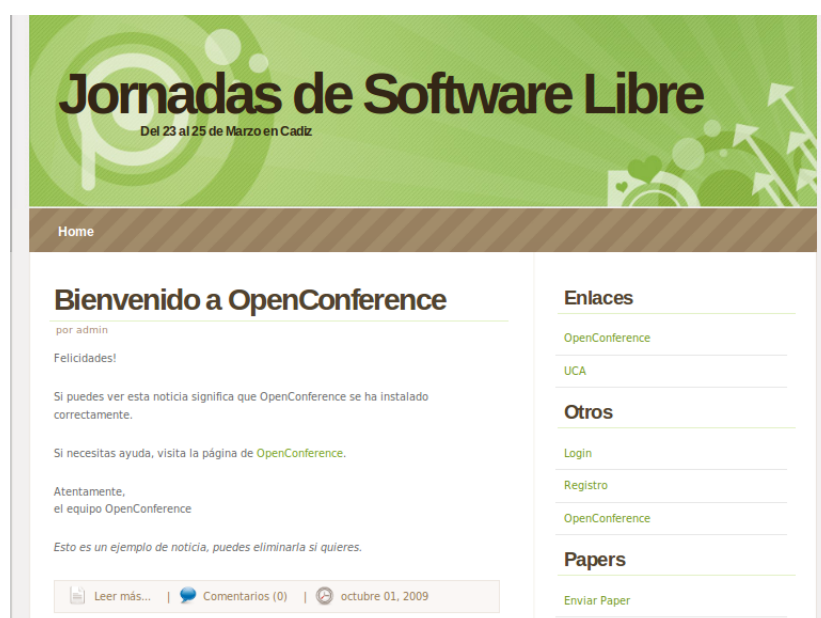 Jornadas de Software Libre
Del 23 al 25 de Marzo en Cadiz
Home
Bienvenido a OpenConference
por admin
Felicidades!
Si puedes ver esta noticia significa que OpenConference se ha instalado
correctamente.
Si necesitas ayuda, visita la página de OpenConference.
Atentamente,
el equipo OpenConference
Esto es un ejemplo de noticia, puedes eliminarla si quieres.
Leer más... | Comentarios (0) | octubre 01, 2009
Enlaces
OpenConference
UCA
Otros
Login
Registro
OpenConference
Papers
Enviar Paper